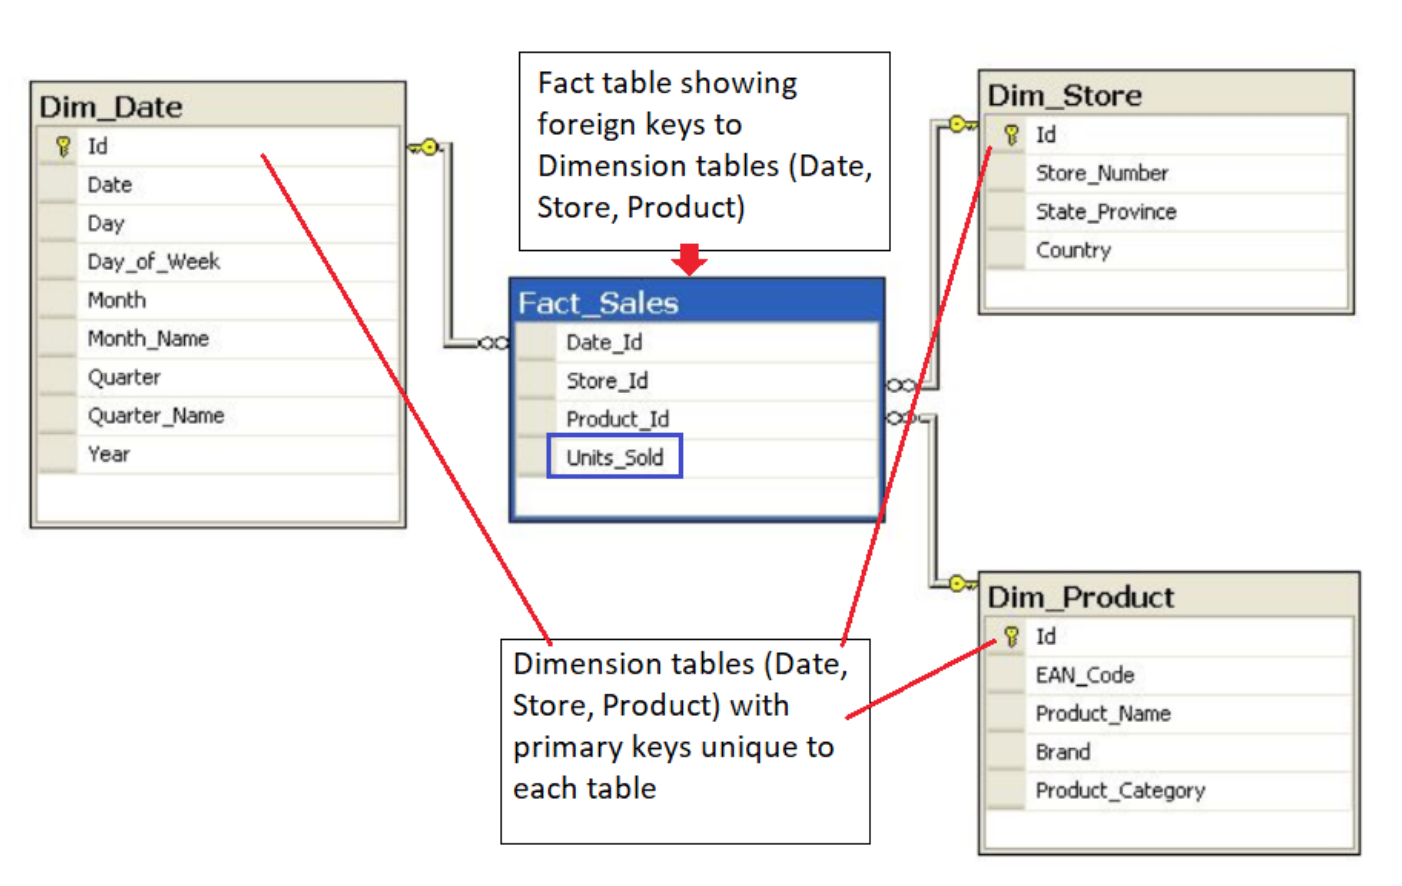 Dim_Date
Id
Date
Day
Day_of_Week
Month
Month_Name
Quarter
Quarter_Name
Year
Fact table showing
foreign keys to
Dimension tables (Date,
Store, Product)
Fact_Sales
Date_Id
Store_Id
Product_Id
Units_Sold
Dim_Store
Id
Store_Number
State_Province
Country
Dimension tables (Date,
Store, Product) with
primary keys unique to
each table
Dim_Product
Id
EAN_Code
Product_Name
Brand
Product_Category